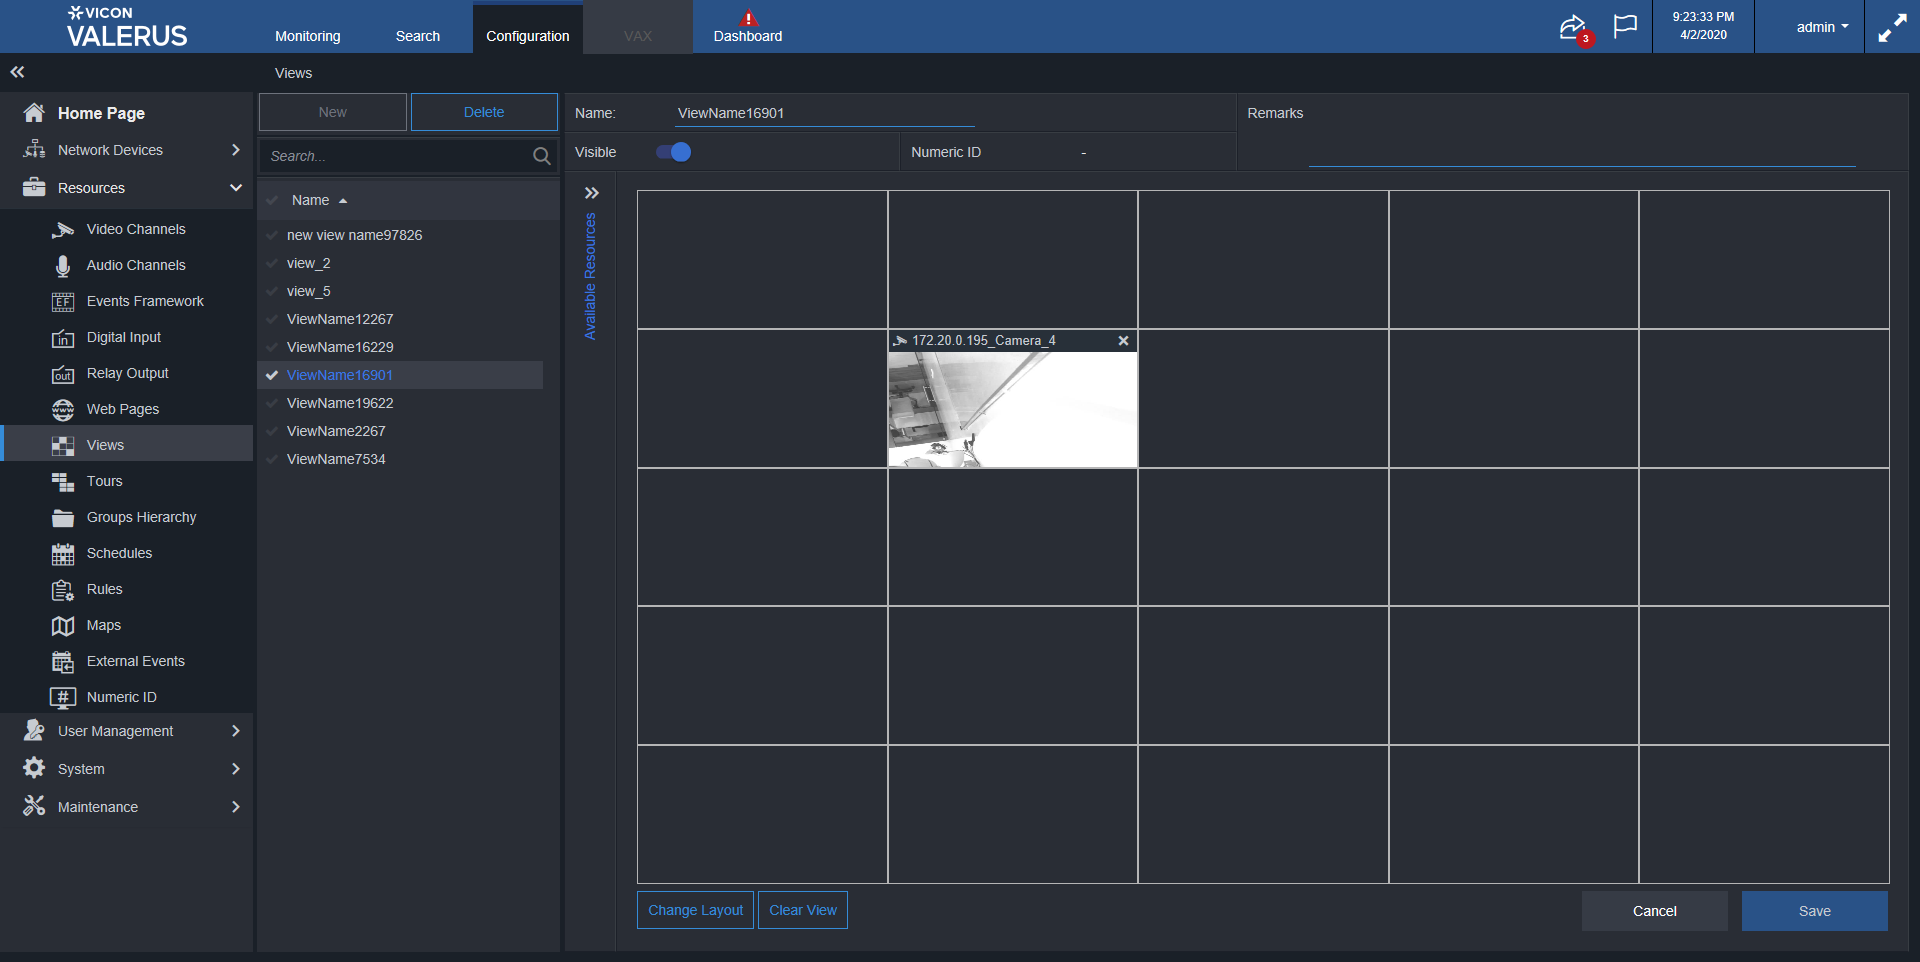 VICON
VALERUS
Monitoring
Search
Configuration
VAX
Dashboard
3
9:23:33 PM
4/2/2020
admin
Views
Home Page
Network Devices
Resources
Video Channels
Audio Channels
EF
Events Framework
in
Digital Input
out
Relay Output
www
Web Pages
Views
Tours
Groups Hierarchy
Schedules
Rules
Maps
External Events
#
Numeric ID
User Management
System
Maintenance
New
Delete
Search...
Name
new view name97826
view_2
view_5
ViewName12267
ViewName16229
ViewName16901
ViewName19622
ViewName2267
ViewName7534
Name:
ViewName16901
Remarks
Visible
Numeric ID
-
Available Resources
172.20.0.195_Camera_4
Change Layout
Clear View
Cancel
Save